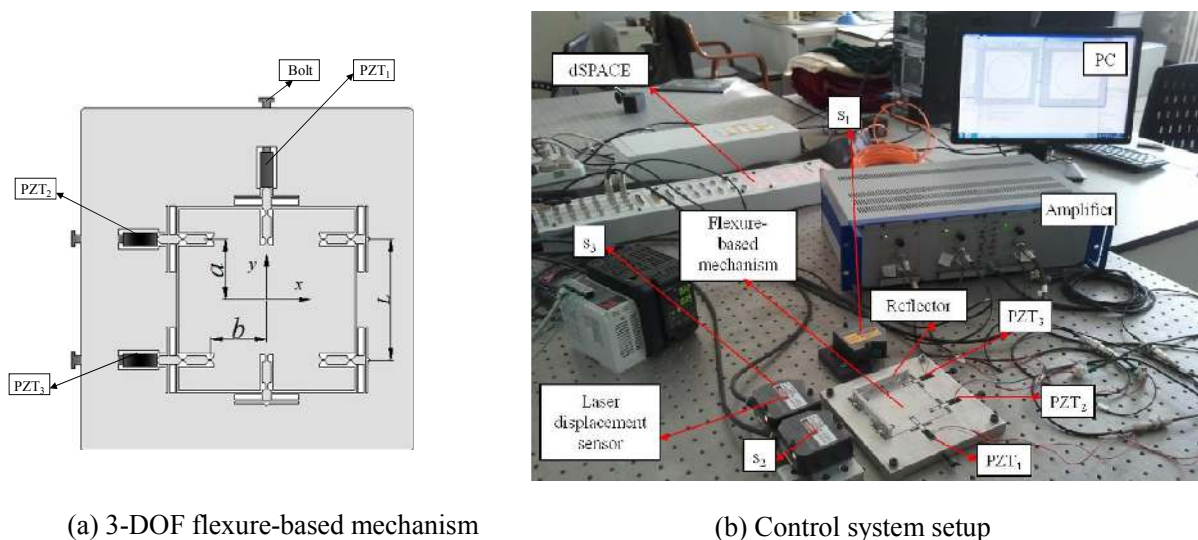 Bolt
PZT1
PZT2
PZT3
y
x
a
b
L
(a) 3-DOF flexure-based mechanism
dSPACE
s1
PC
s3
Flexure-
based
mechanism
Amplifier
Reflector
PZT3
Laser
displacement
sensor
PZT2
s2
PZT1
(b) Control system setup